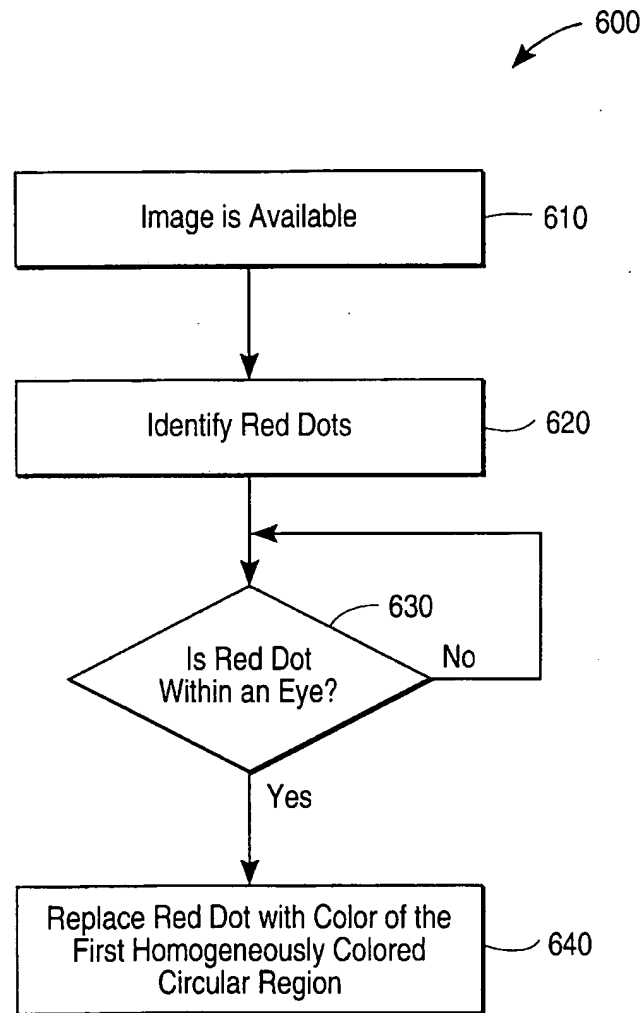 600
Image is Available
610
Identify Red Dots
620
630
Is Red Dot
Within an Eye?
No
Yes
Replace Red Dot with Color of the
First Homogeneously Colored
Circular Region
640